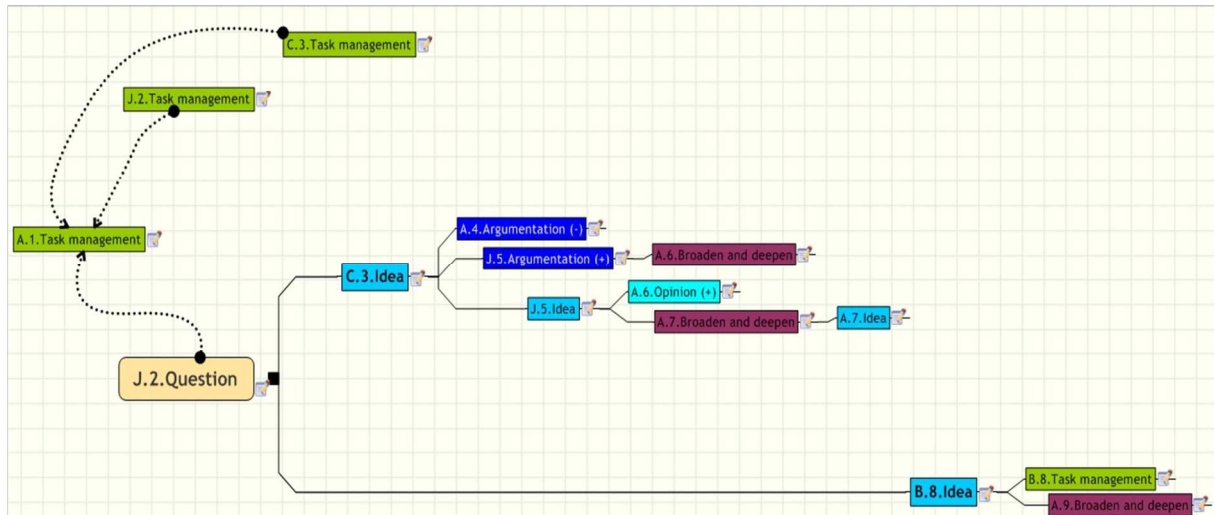 C.3.Task management
J.2.Task management
A.1.Task management
A.4.Argumentation (-)
J.5.Argumentation (+)
A.6.Broaden and deepen
C.3.Idea
J.5.Idea
A.6.Opinion (+)
A.7.Broaden and deepen
A.7.Idea
J.2.Question
B.8.Idea
B.8.Task management
A.9.Broaden and deepen